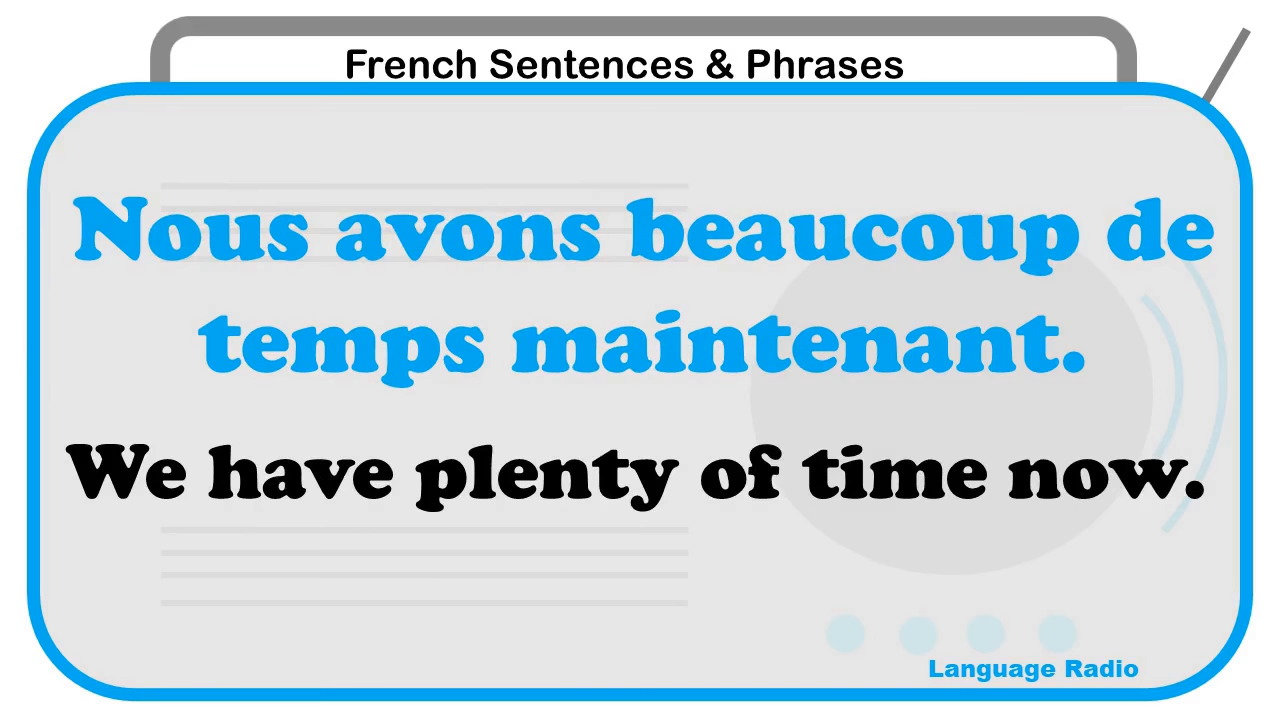 French Sentences & Phrases
Nous avons beaucoup de
temps maintenant.
We have plenty of time now.
Language Radio